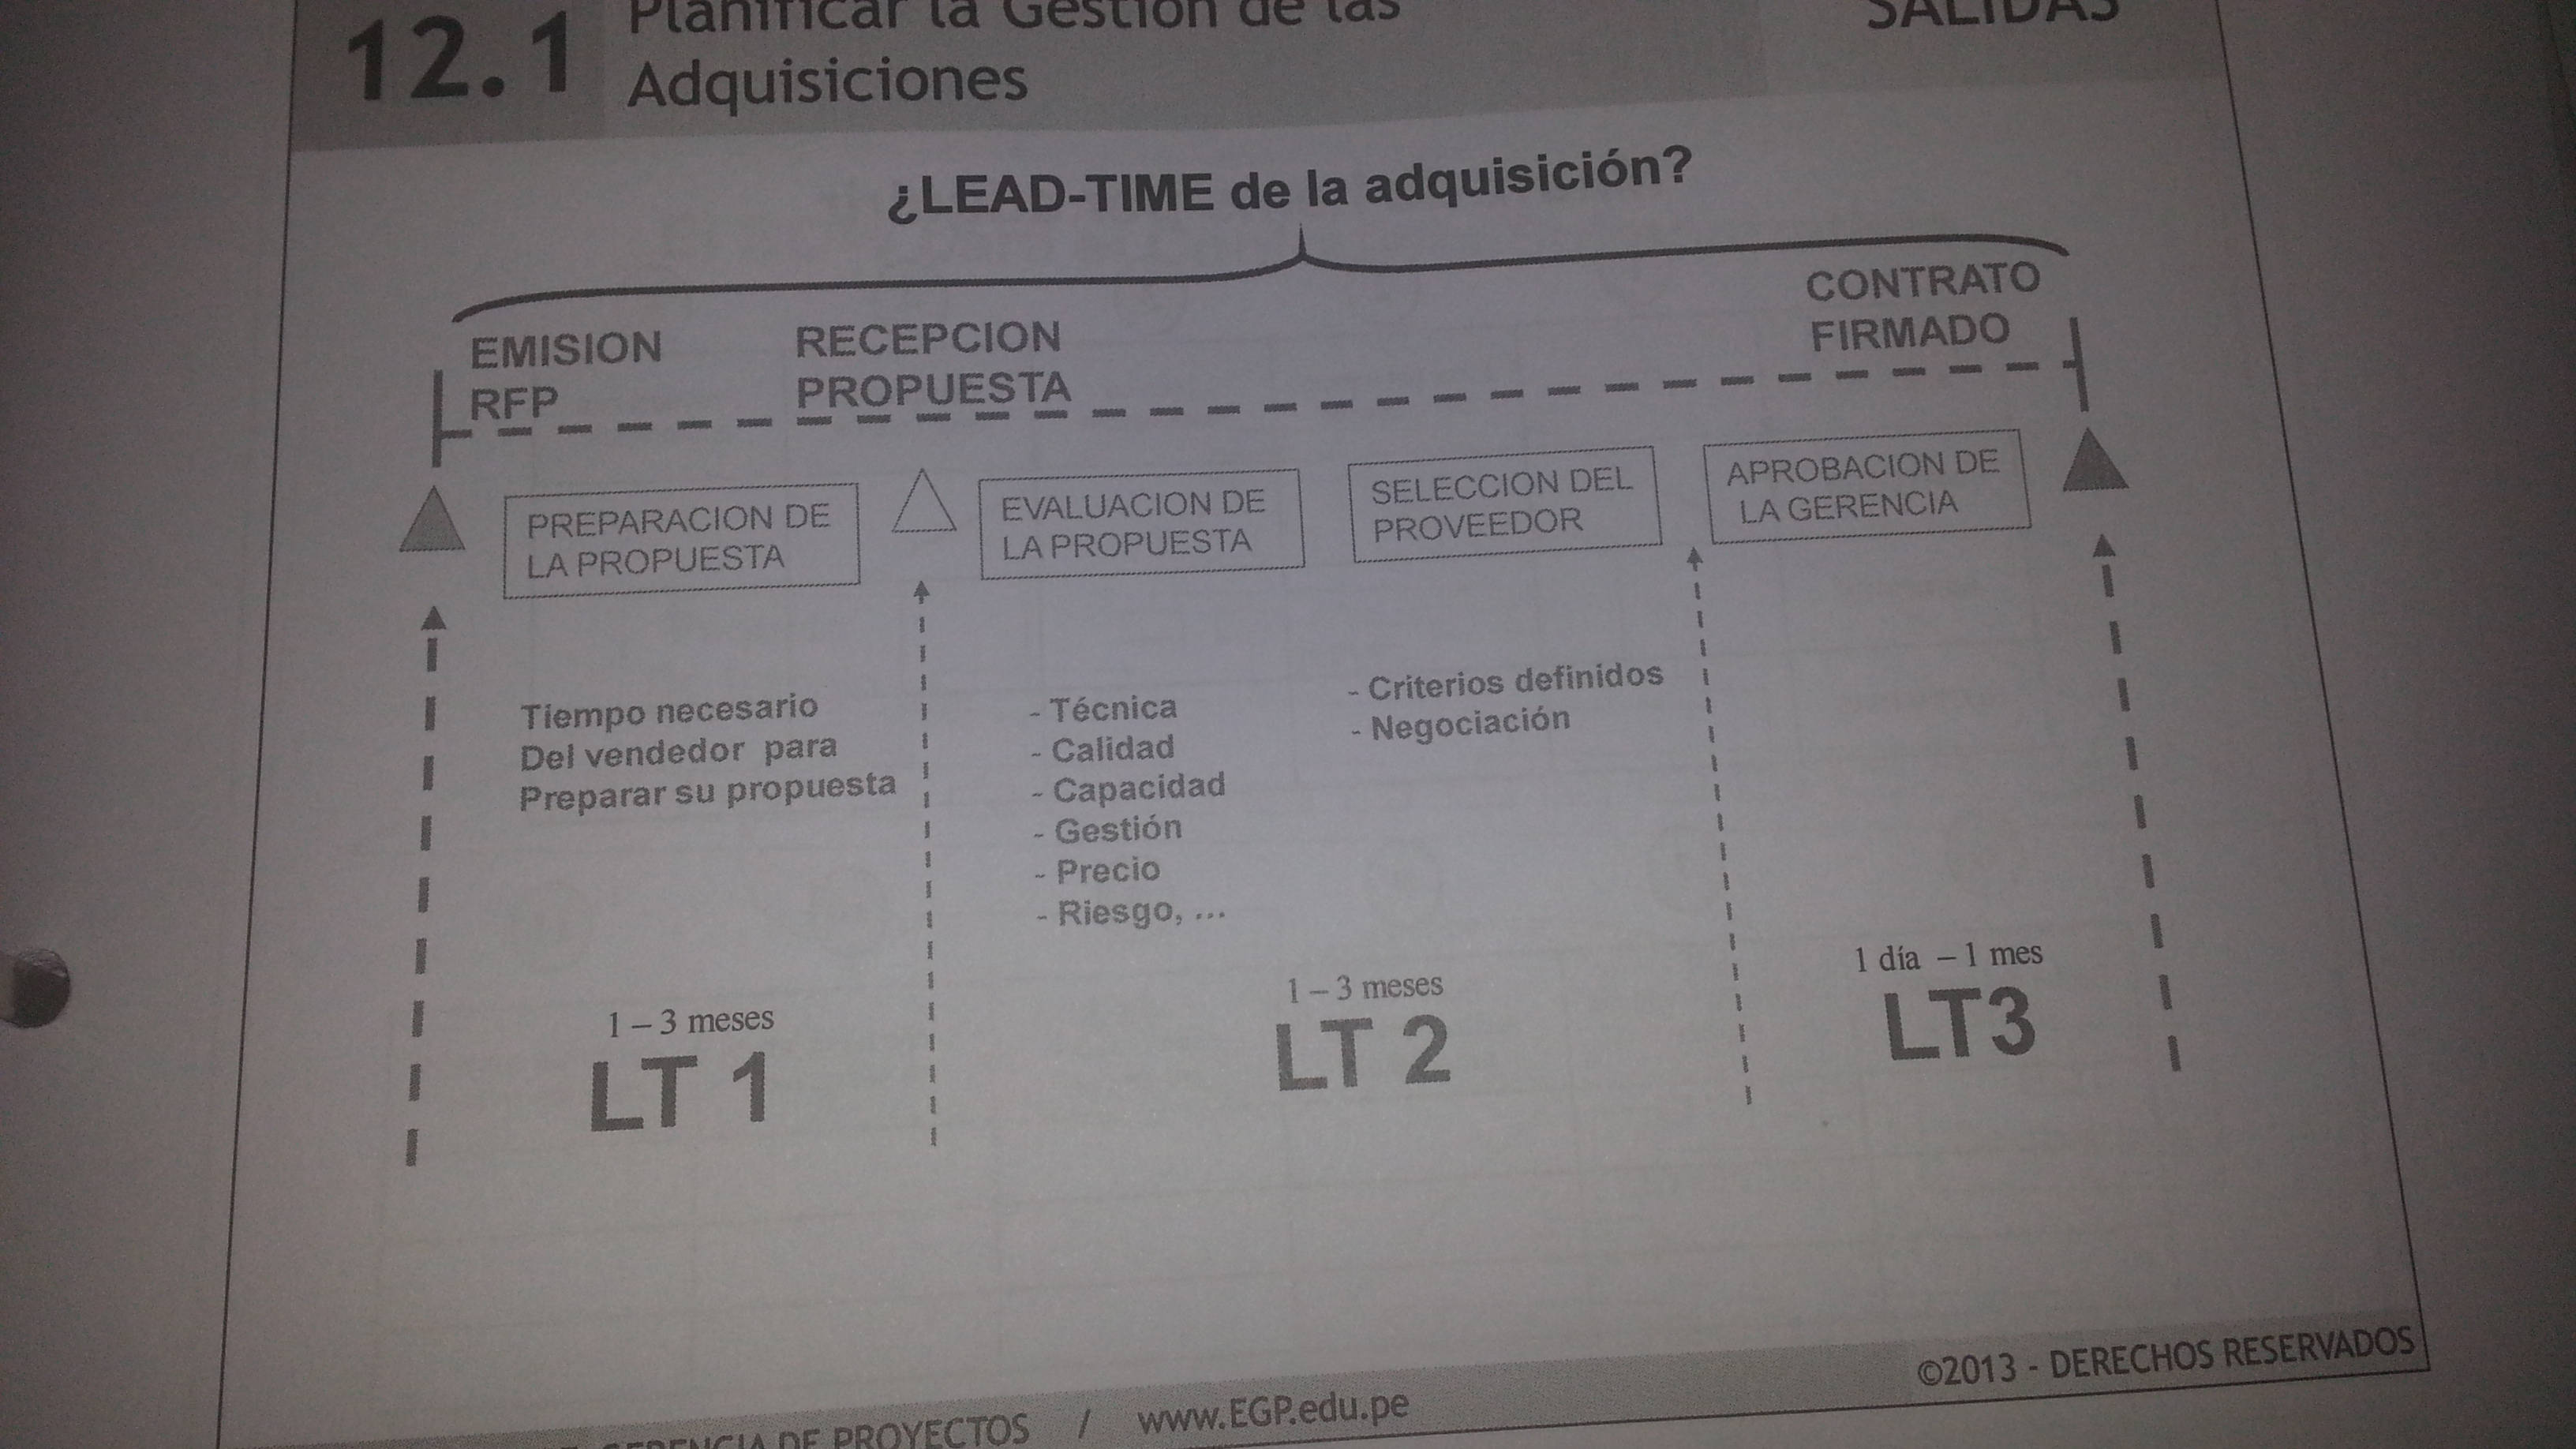 12.1
Planificar la Gestión de las
Adquisiciones
SALIDAS
¿LEAD-TIME de la adquisición?
EMISION
RFP
RECEPCION
PROPUESTA
CONTRATO
FIRMADO
PREPARACION DE
LA PROPUESTA
EVALUACION DE
LA PROPUESTA
SELECCION DEL
PROVEEDOR
APROBACION DE
LA GERENCIA
Tiempo necesario
Del vendedor para
Preparar su propuesta
- Técnica
- Calidad
- Capacidad
- Gestión
- Precio
- Riesgo, ...
- Criterios definidos
- Negociación
1 – 3 meses
LT 1
1 – 3 meses
LT 2
1 día – 1 mes
LT3
GERENCIA DE PROYECTOS / www.EGP.edu.pe
©2013 - DERECHOS RESERVADOS